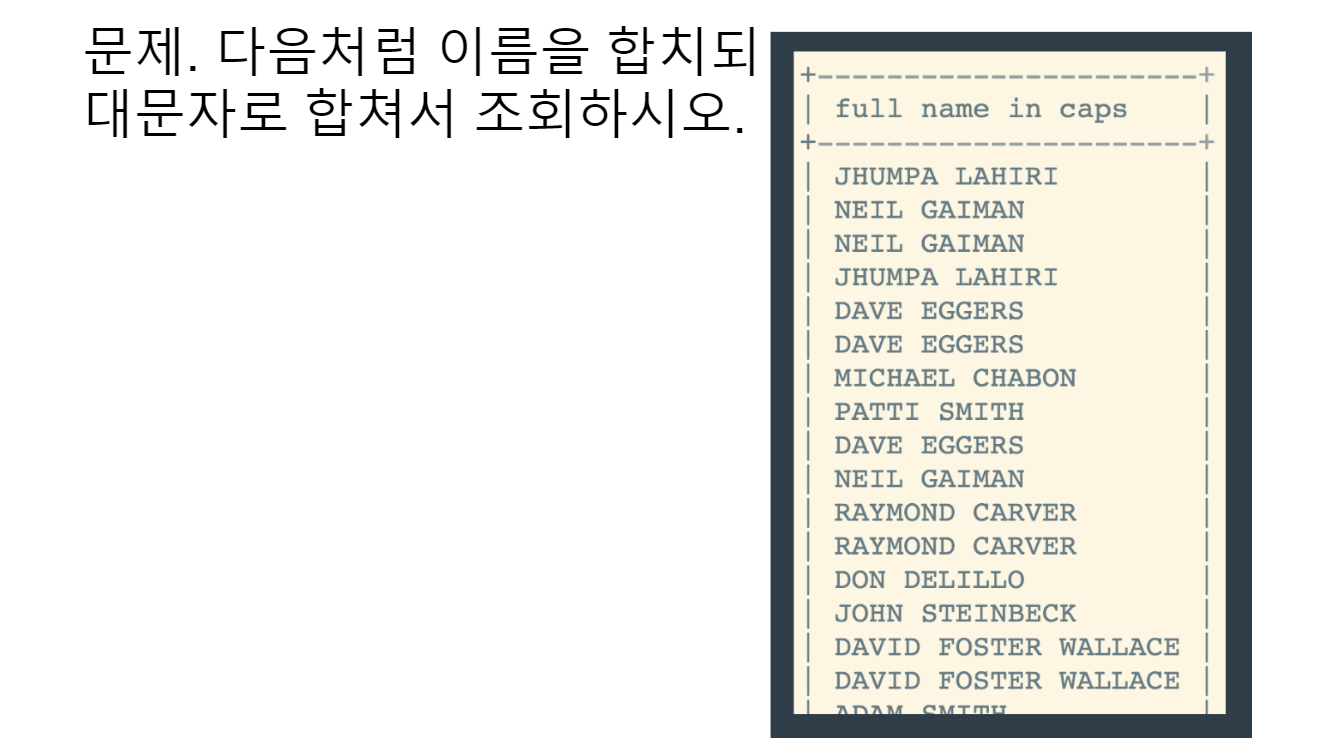 문제. 다음처럼 이름을 합치되
대문자로 합쳐서 조회하시오.
+----------------------+
| full name in caps |
+----------------------+
| JHUMPA LAHIRI |
| NEIL GAIMAN |
| NEIL GAIMAN |
| JHUMPA LAHIRI |
| DAVE EGGERS |
| DAVE EGGERS |
| MICHAEL CHABON |
| PATTI SMITH |
| DAVE EGGERS |
| NEIL GAIMAN |
| RAYMOND CARVER |
| RAYMOND CARVER |
| DON DELILLO |
| JOHN STEINBECK |
| DAVID FOSTER WALLACE |
| DAVID FOSTER WALLACE |
| ADAM SMITH |